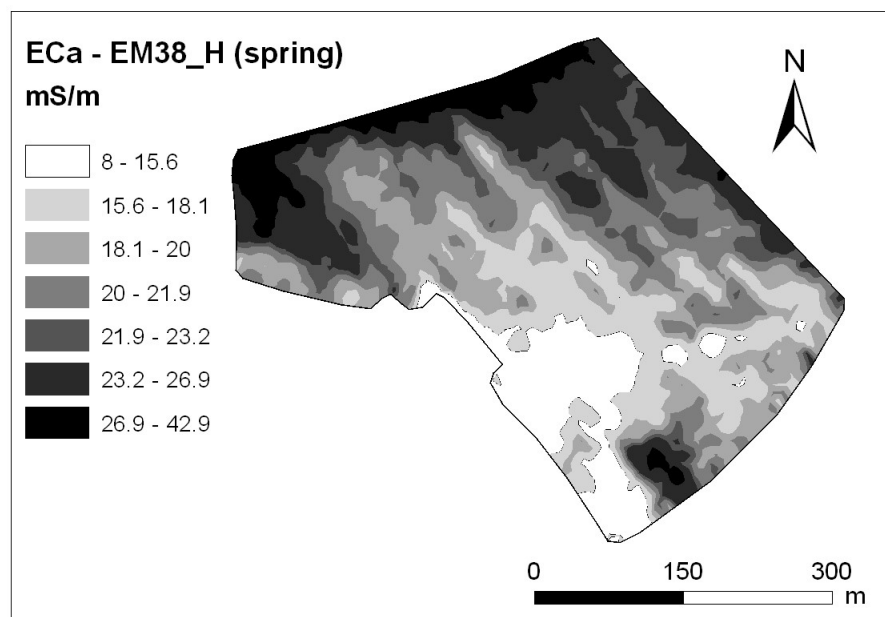 ECa - EM38_H (spring)
mS/m
N
8 - 15.6
15.6 - 18.1
18.1 - 20
20 - 21.9
21.9 - 23.2
23.2 - 26.9
26.9 - 42.9
0 150 300
m